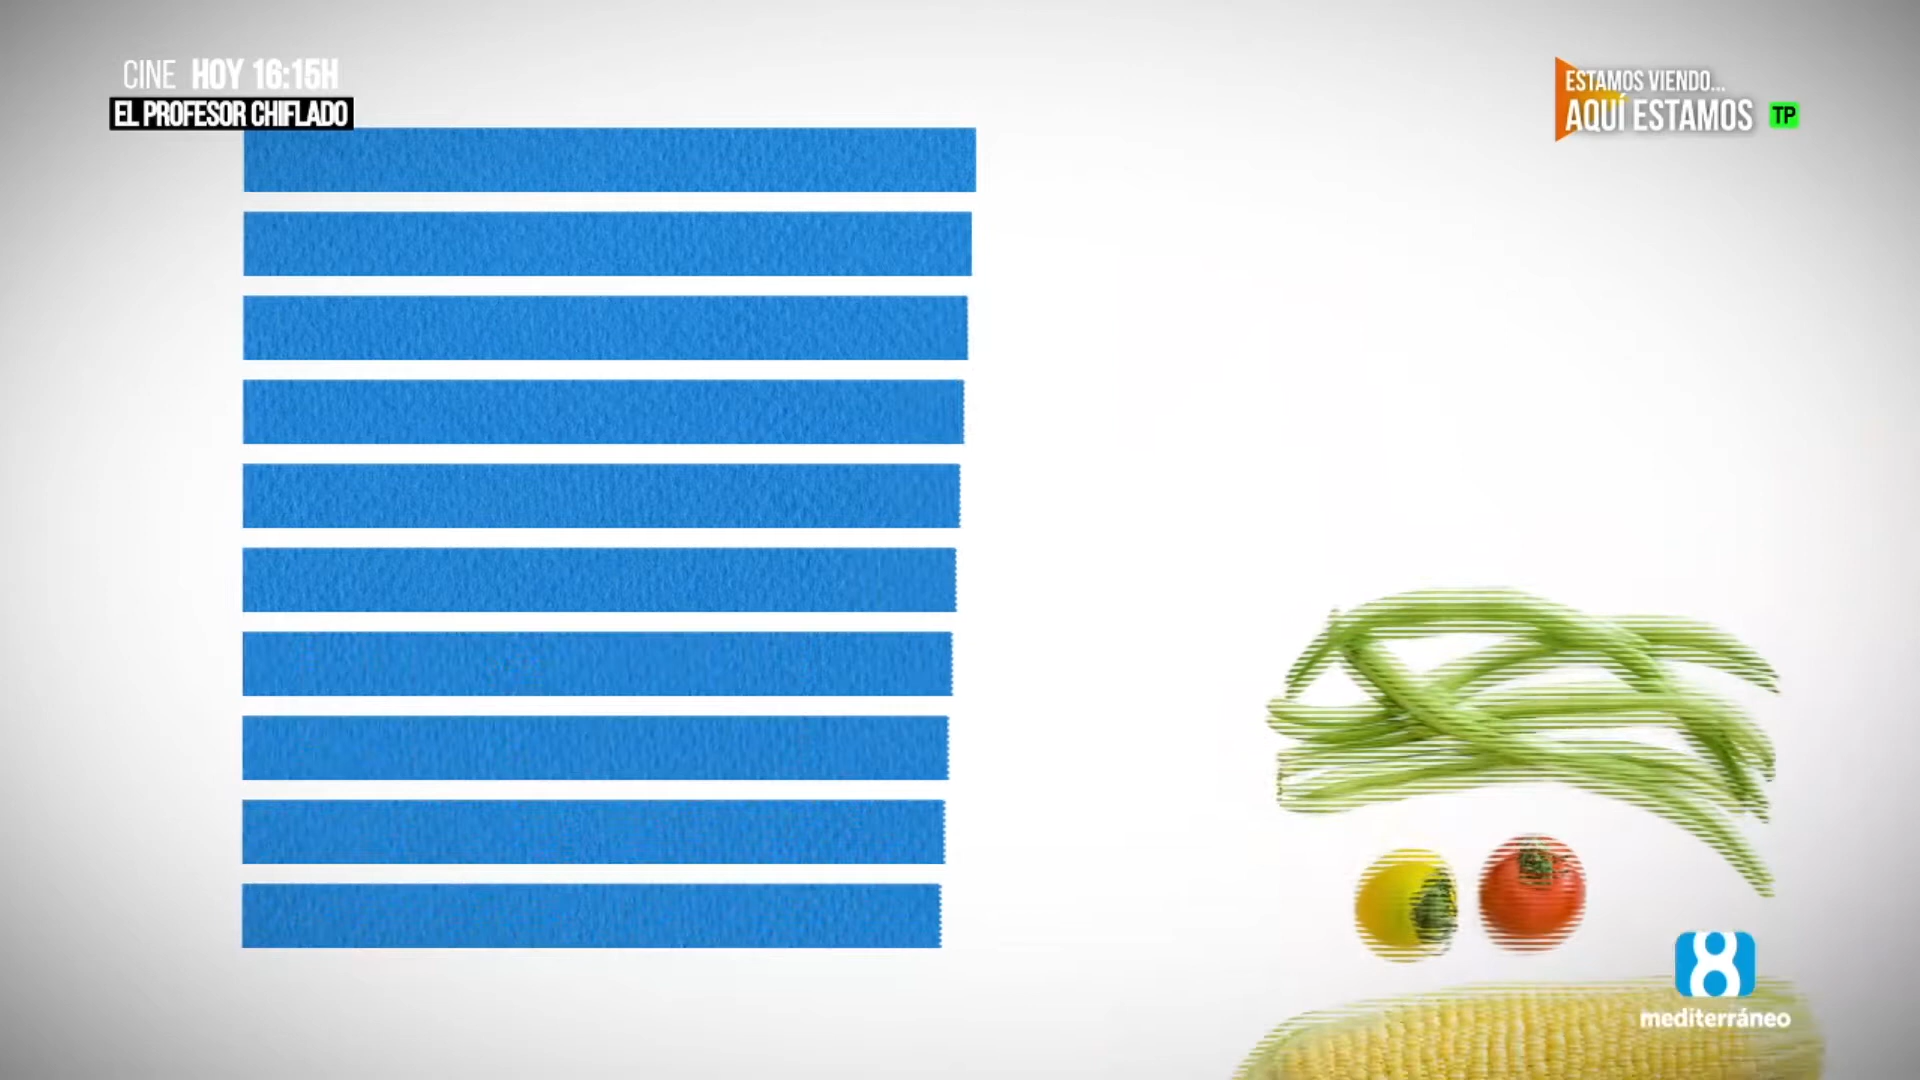 CINE HOY 16:15H
EL PROFESOR CHIFLADO
ESTAMOS VIENDO...
AQUÍ ESTAMOS TP
8
mediterráneo